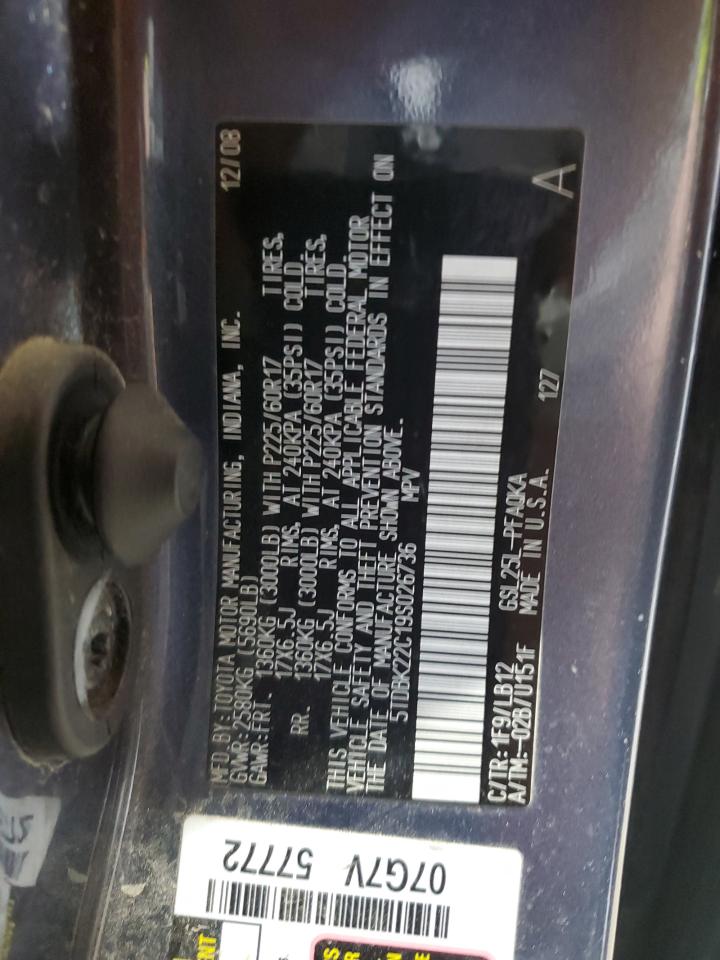 MFD BY: TOYOTA MOTOR MANUFACTURING, INDIANA, INC. 12/08
GVWR: 2580KG (5690LB)
GAWR: FRT. 1360KG (3000LB) WITH P225/60R17 TIRES,
17X6.5J RIMS, AT 240KPA (35PSI) COLD.
RR. 1360KG (3000LB) WITH P225/60R17 TIRES,
17X6.5J RIMS, AT 240KPA (35PSI) COLD.
THIS VEHICLE CONFORMS TO ALL APPLICABLE FEDERAL MOTOR
VEHICLE SAFETY AND THEFT PREVENTION STANDARDS IN EFFECT ON
THE DATE OF MANUFACTURE SHOWN ABOVE.
5TDBK22C19S026736 MPV
C/TR: 1F9/LB12 GSL25L-PFAQKA 127 A
A/TM: -02B/U151F MADE IN U.S.A.
07G7V 57772